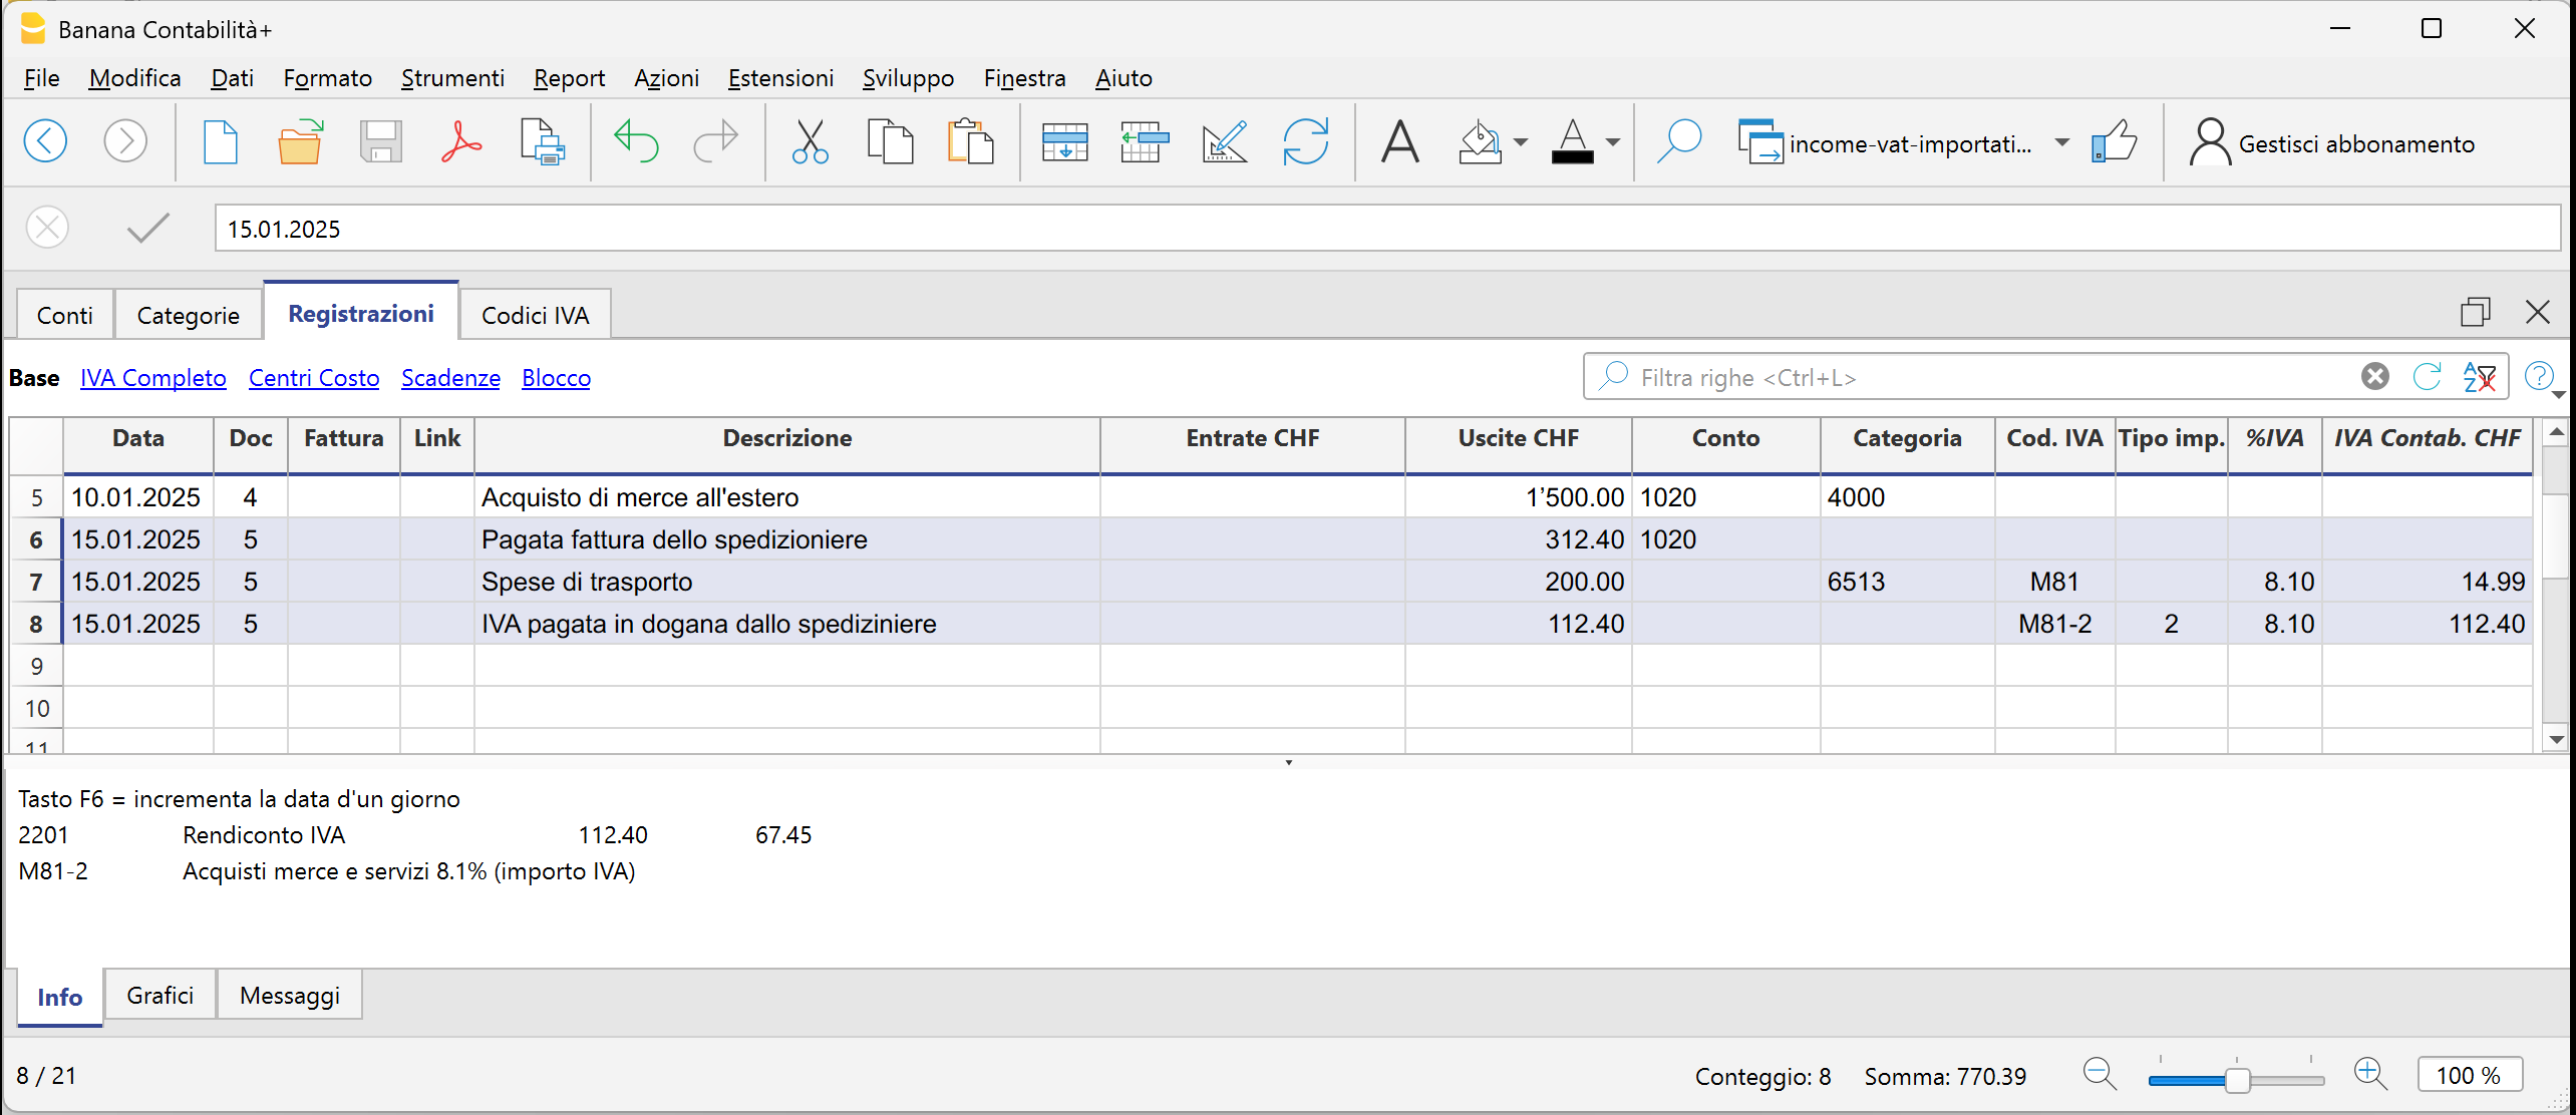 Banana Contabilità+
File Modifica Dati Formato Strumenti Report Azioni Estensioni Sviluppo Finestra Aiuto
income-vat-importati... Gestisci abbonamento
15.01.2025
Conti Categorie Registrazioni Codici IVA
Base IVA Completo Centri Costo Scadenze Blocco Filtra righe <Ctrl+L>
Data Doc Fattura Link Descrizione Entrate CHF Uscite CHF Conto Categoria Cod. IVA Tipo imp. %IVA IVA Contab. CHF
5 10.01.2025 4 Acquisto di merce all'estero 1’500.00 1020 4000
6 15.01.2025 5 Pagata fattura dello spedizioniere 312.40 1020
7 15.01.2025 5 Spese di trasporto 200.00 6513 M81 8.10 14.99
8 15.01.2025 5 IVA pagata in dogana dallo spediziniere 112.40 M81-2 2 8.10 112.40
9
10
11
Tasto F6 = incrementa la data d'un giorno
2201 Rendiconto IVA 112.40 67.45
M81-2 Acquisti merce e servizi 8.1% (importo IVA)
Info Grafici Messaggi
8 / 21 Conteggio: 8 Somma: 770.39 100 %